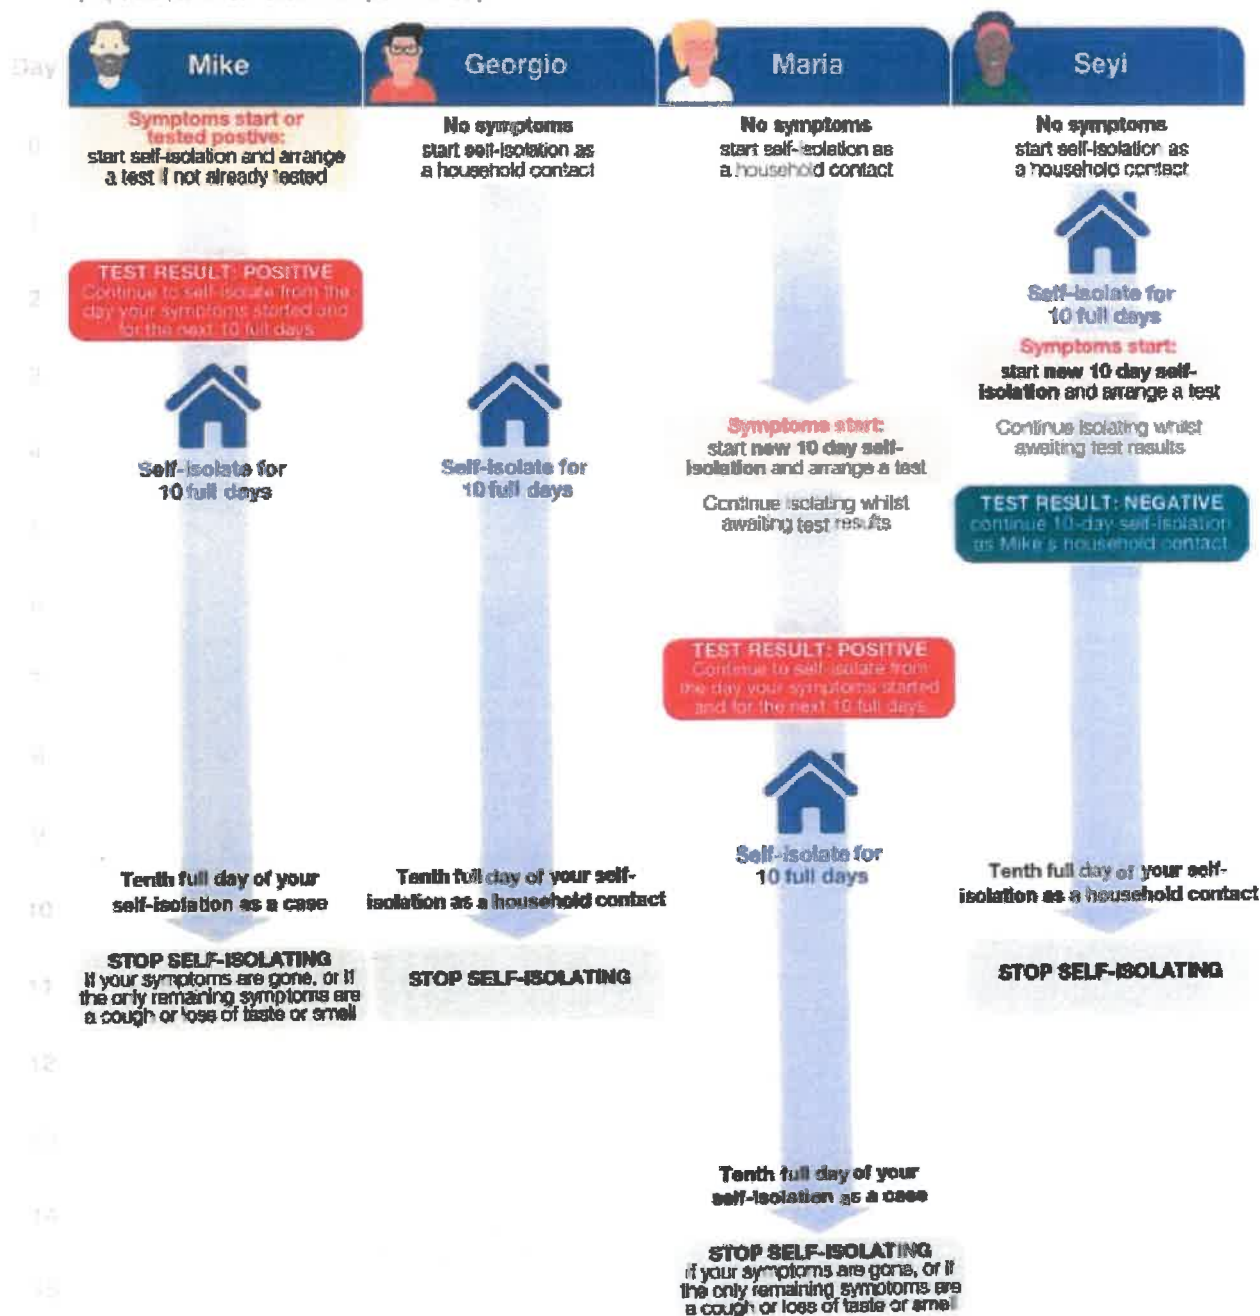 Day
Mike
Georgio
Maria
Seyi
0
Symptoms start or
tested postive:
start self-isolation and arrange
a test if not already tested
No symptoms
start self-isolation as
a household contact
No symptoms
start self-isolation as
a household contact
No symptoms
start self-isolation as
a household contact
1
2
TEST RESULT: POSITIVE
Continue to self-isolate from the
day your symptoms started and
for the next 10 full days
Self-isolate for
10 full days
3
Symptoms start:
start new 10 day self-
isolation and arrange a test
Continue isolating whilst
awaiting test results
4
Self-isolate for
10 full days
Self-isolate for
10 full days
Symptoms start:
start new 10 day self-
isolation and arrange a test
Continue isolating whilst
awaiting test results
TEST RESULT: NEGATIVE
continue 10-day self-isolation
as Mike's household contact
TEST RESULT: POSITIVE
Continue to self-isolate from
the day your symptoms started
and for the next 10 full days
Self-isolate for
10 full days
9
Tenth full day of your
self-isolation as a case
Tenth full day of your self-
isolation as a household contact
Tenth full day of your self-
isolation as a household contact
10
11
STOP SELF-ISOLATING
If your symptoms are gone, or if
the only remaining symptoms are
a cough or loss of taste or smell
STOP SELF-ISOLATING
STOP SELF-ISOLATING
12
13
Tenth full day of your
self-isolation as a case
14
15
STOP SELF-ISOLATING
if your symptoms are gone, or if
the only remaining symptoms are
a cough or loss of taste or smell